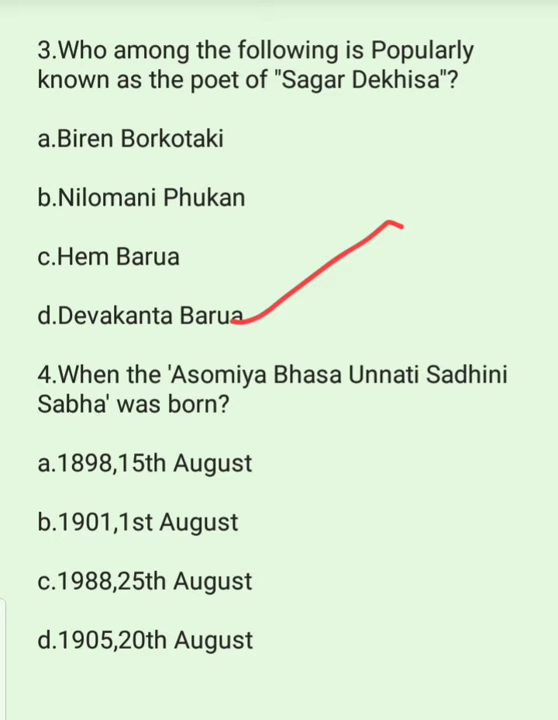 3.Who among the following is Popularly
known as the poet of "Sagar Dekhisa"?
a.Biren Borkotaki
b.Nilomani Phukan
c.Hem Barua
d.Devakanta Barua
4.When the 'Asomiya Bhasa Unnati Sadhini
Sabha' was born?
a.1898,15th August
b.1901,1st August
c.1988,25th August
d.1905,20th August